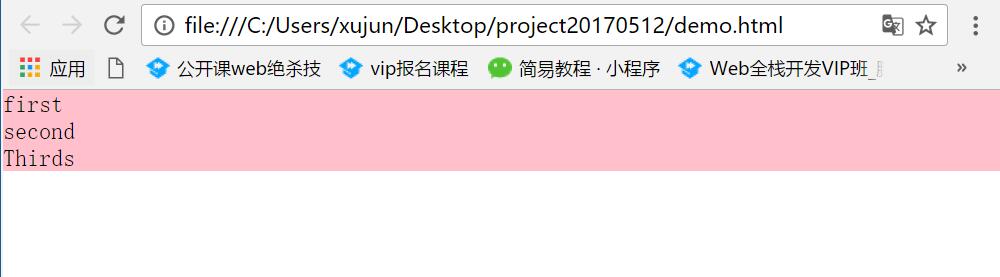 file:///C:/Users/xujun/Desktop/project20170512/demo.html
应用 公开课web绝杀技 vip报名课程 简易教程 · 小程序 Web全栈开发VIP班_ »
first
second
Thirds